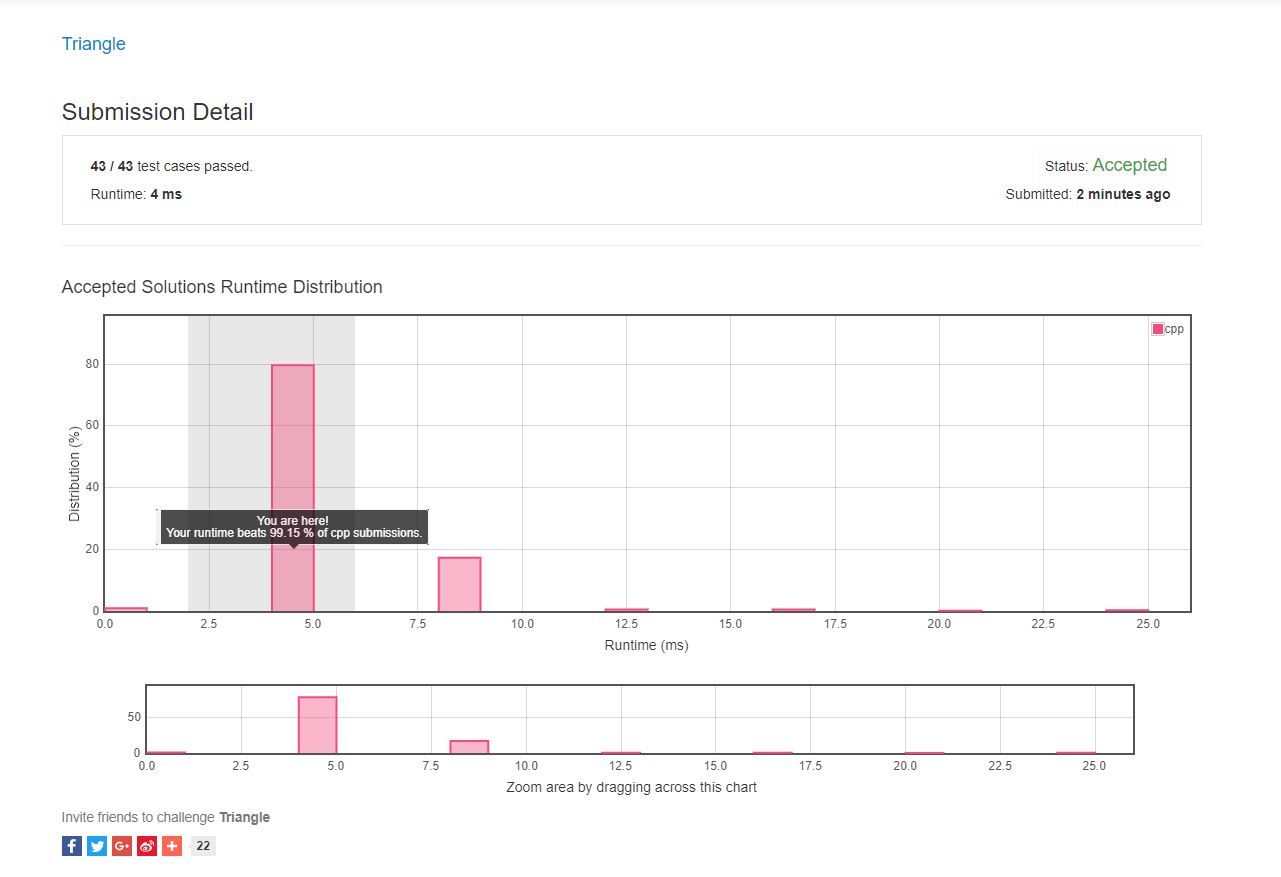 Triangle
Submission Detail
43 / 43 test cases passed.
Status: Accepted
Runtime: 4 ms
Submitted: 2 minutes ago
Accepted Solutions Runtime Distribution
cpp
80
60
40
20
0
Distribution (%)
You are here!
Your runtime beats 99.15 % of cpp submissions.
0.0 2.5 5.0 7.5 10.0 12.5 15.0 17.5 20.0 22.5 25.0
Runtime (ms)
50
0
0.0 2.5 5.0 7.5 10.0 12.5 15.0 17.5 20.0 22.5 25.0
Zoom area by dragging across this chart
Invite friends to challenge Triangle
f G+ + 22